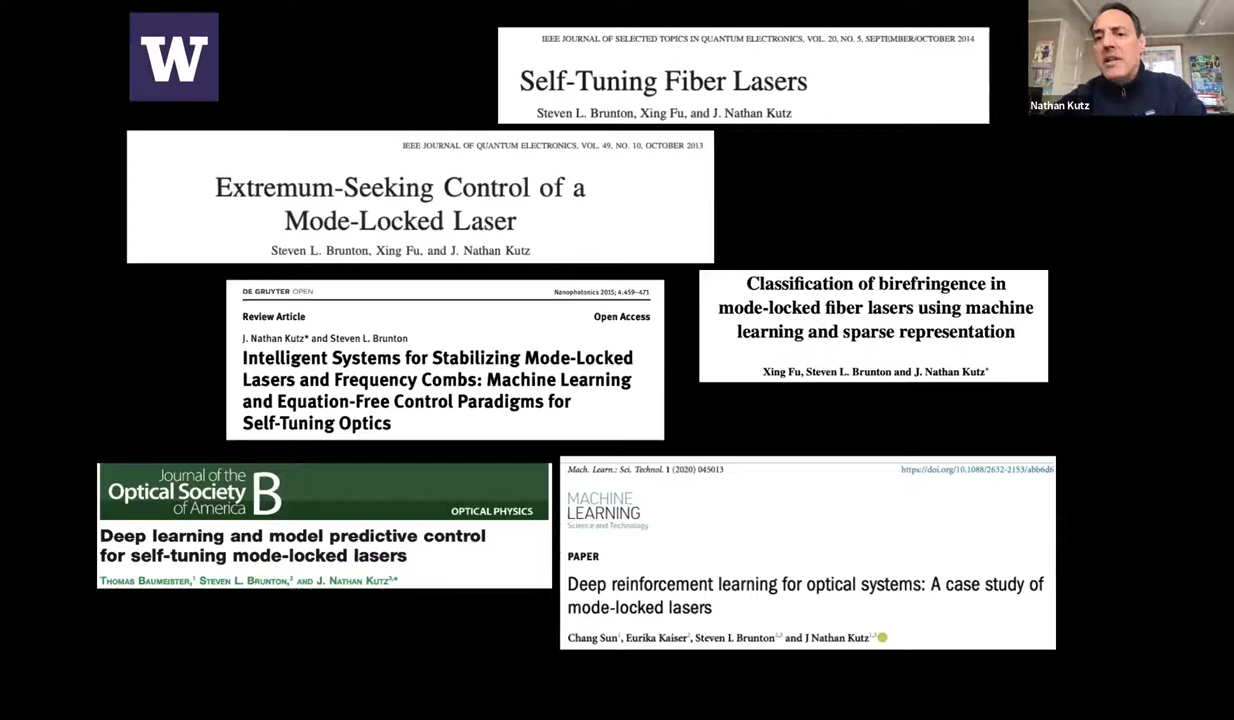 W
IEEE JOURNAL OF SELECTED TOPICS IN QUANTUM ELECTRONICS, VOL. 20, NO. 5, SEPTEMBER/OCTOBER 2014
Self-Tuning Fiber Lasers
Steven L. Brunton, Xing Fu, and J. Nathan Kutz
Nathan Kutz
IEEE JOURNAL OF QUANTUM ELECTRONICS, VOL. 49, NO. 10, OCTOBER 2013
Extremum-Seeking Control of a
Mode-Locked Laser
Steven L. Brunton, Xing Fu, and J. Nathan Kutz
DE GRUYTER OPEN
Nanophotonics 2015; 4:459–471
Review Article
Open Access
J. Nathan Kutz* and Steven L. Brunton
Intelligent Systems for Stabilizing Mode-Locked
Lasers and Frequency Combs: Machine Learning
and Equation-Free Control Paradigms for
Self-Tuning Optics
Classification of birefringence in
mode-locked fiber lasers using machine
learning and sparse representation
Xing Fu, Steven L. Brunton and J. Nathan Kutz*
Journal of the
Optical Society
of America
B
OPTICAL PHYSICS
Deep learning and model predictive control
for self-tuning mode-locked lasers
THOMAS BAUMEISTER,1 STEVEN L. BRUNTON,2 AND J. NATHAN KUTZ3,*
Mach. Learn.: Sci. Technol. 1 (2020) 045013
https://doi.org/10.1088/2632-2153/abb6d6
MACHINE
LEARNING
Science and Technology
PAPER
Deep reinforcement learning for optical systems: A case study of
mode-locked lasers
Chang Sun1, Eurika Kaiser2, Steven L Brunton2,3 and J Nathan Kutz1,3